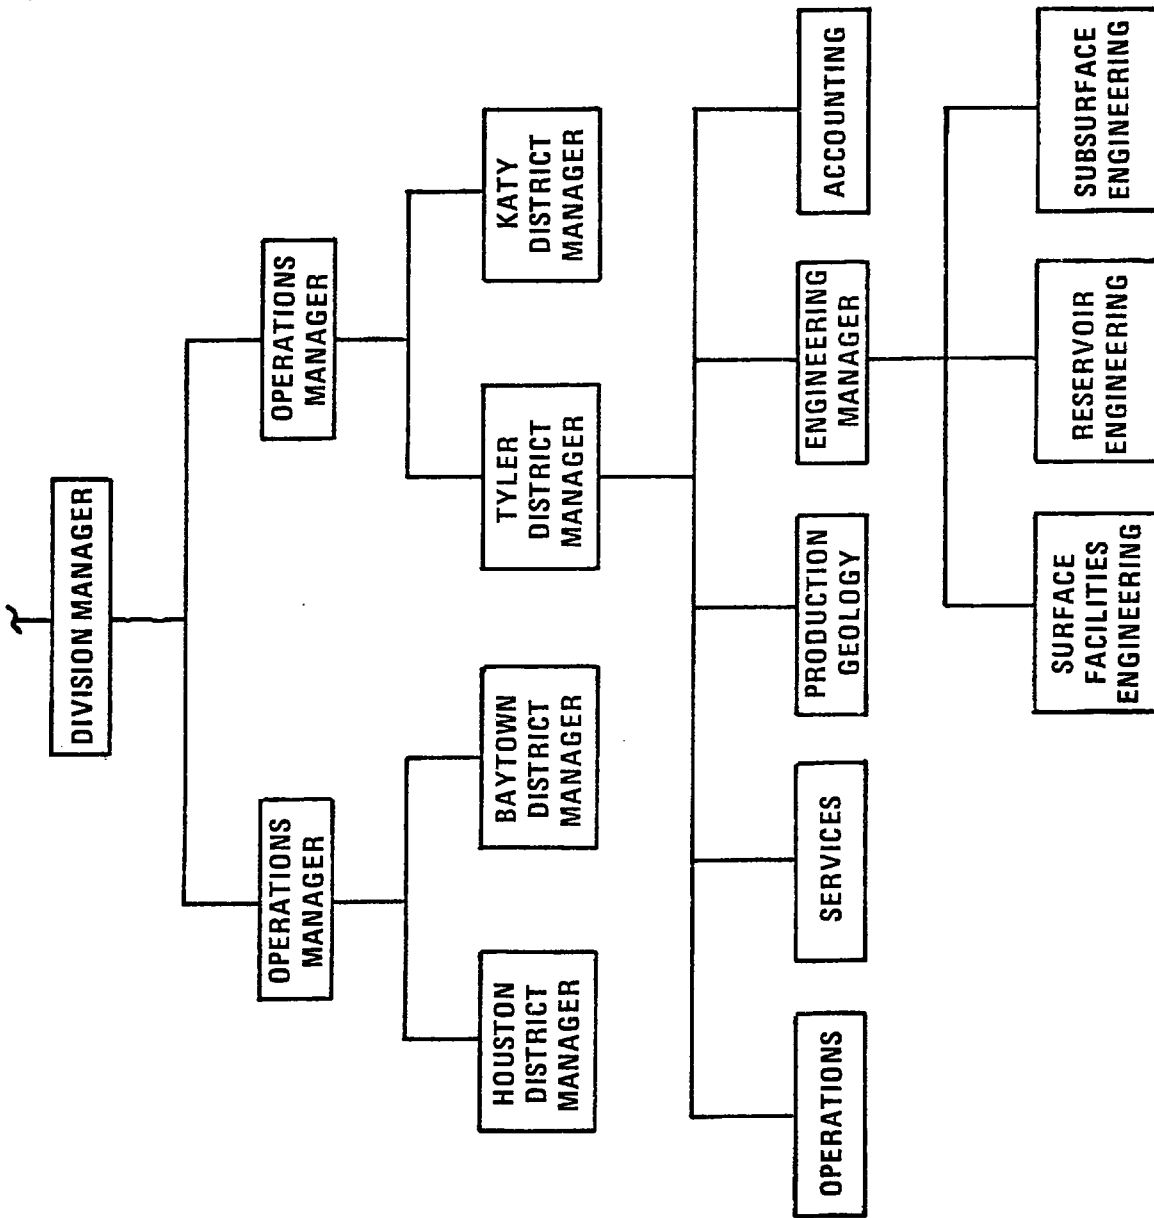 DIVISION MANAGER
OPERATIONS
MANAGER
OPERATIONS
MANAGER
HOUSTON
DISTRICT
MANAGER
BAYTOWN
DISTRICT
MANAGER
TYLER
DISTRICT
MANAGER
KATY
DISTRICT
MANAGER
OPERATIONS
SERVICES
PRODUCTION
GEOLOGY
ENGINEERING
MANAGER
ACCOUNTING
SURFACE
FACILITIES
ENGINEERING
RESERVOIR
ENGINEERING
SUBSURFACE
ENGINEERING